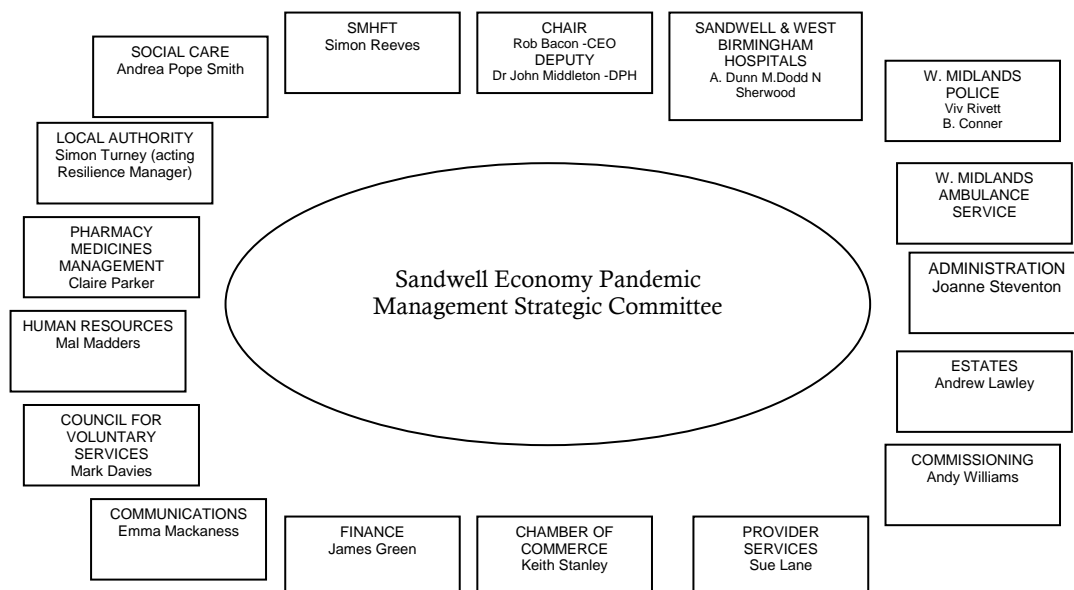 SMHFT
Simon Reeves
CHAIR
Rob Bacon -CEO
DEPUTY
Dr John Middleton -DPH
SANDWELL & WEST
BIRMINGHAM
HOSPITALS
A. Dunn M.Dodd N
Sherwood
SOCIAL CARE
Andrea Pope Smith
W. MIDLANDS
POLICE
Viv Rivett
B. Conner
LOCAL AUTHORITY
Simon Turney (acting
Resilience Manager)
W. MIDLANDS
AMBULANCE
SERVICE
PHARMACY
MEDICINES
MANAGEMENT
Claire Parker
Sandwell Economy Pandemic
Management Strategic Committee
ADMINISTRATION
Joanne Steventon
HUMAN RESOURCES
Mal Madders
ESTATES
Andrew Lawley
COUNCIL FOR
VOLUNTARY
SERVICES
Mark Davies
COMMISSIONING
Andy Williams
COMMUNICATIONS
Emma Mackaness
FINANCE
James Green
CHAMBER OF
COMMERCE
Keith Stanley
PROVIDER
SERVICES
Sue Lane